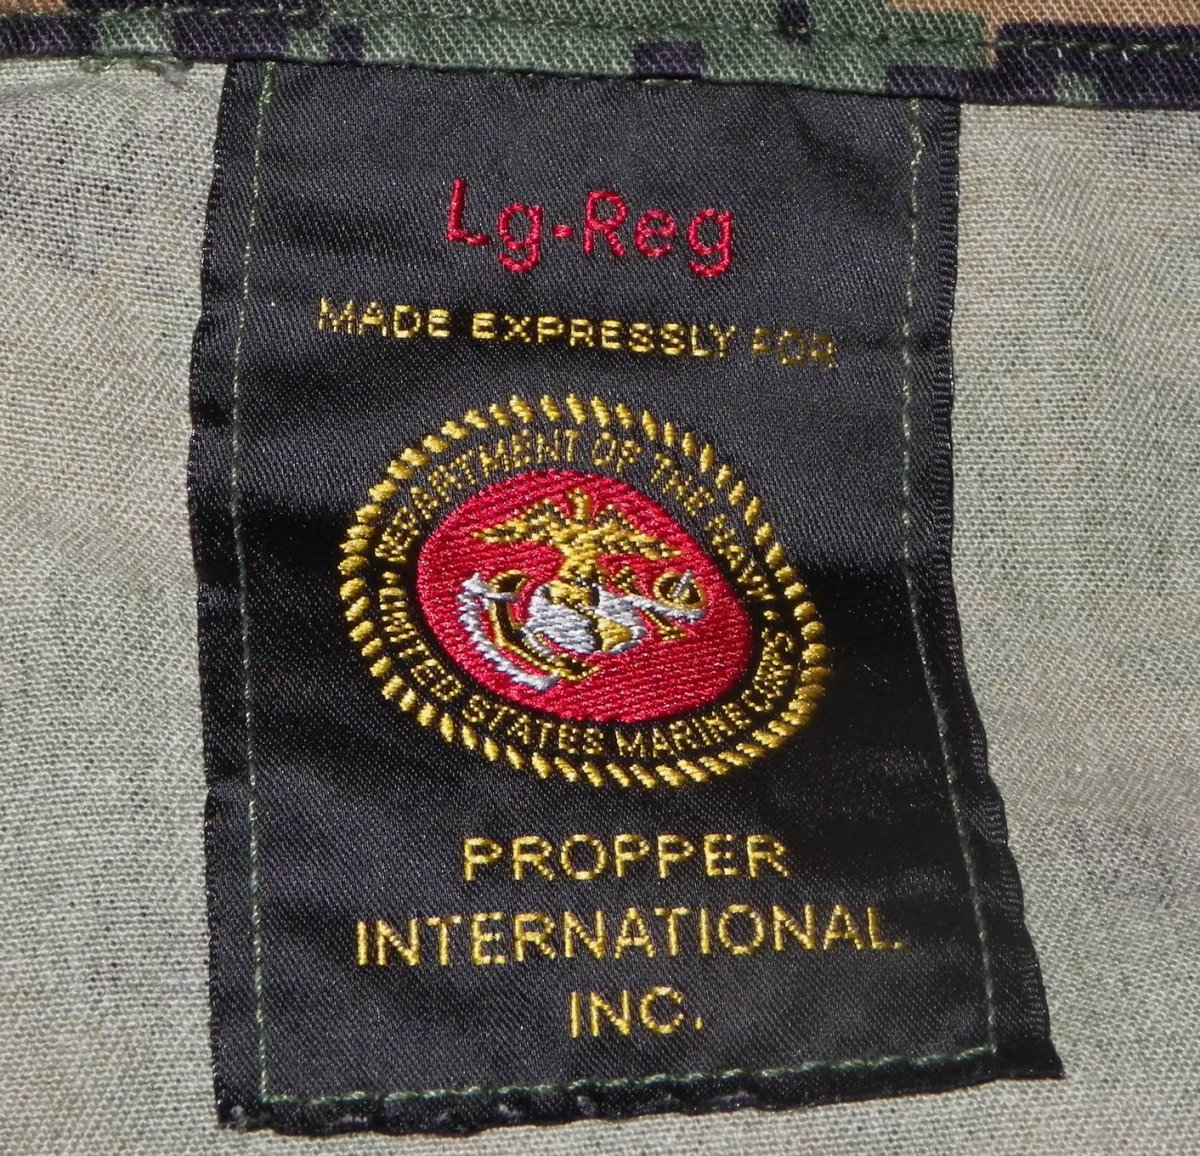 Lg-Reg
MADE EXPRESSLY FOR
DEPARTMENT OF THE NAVY
UNITED STATES MARINE CORPS
PROPPER
INTERNATIONAL
INC.